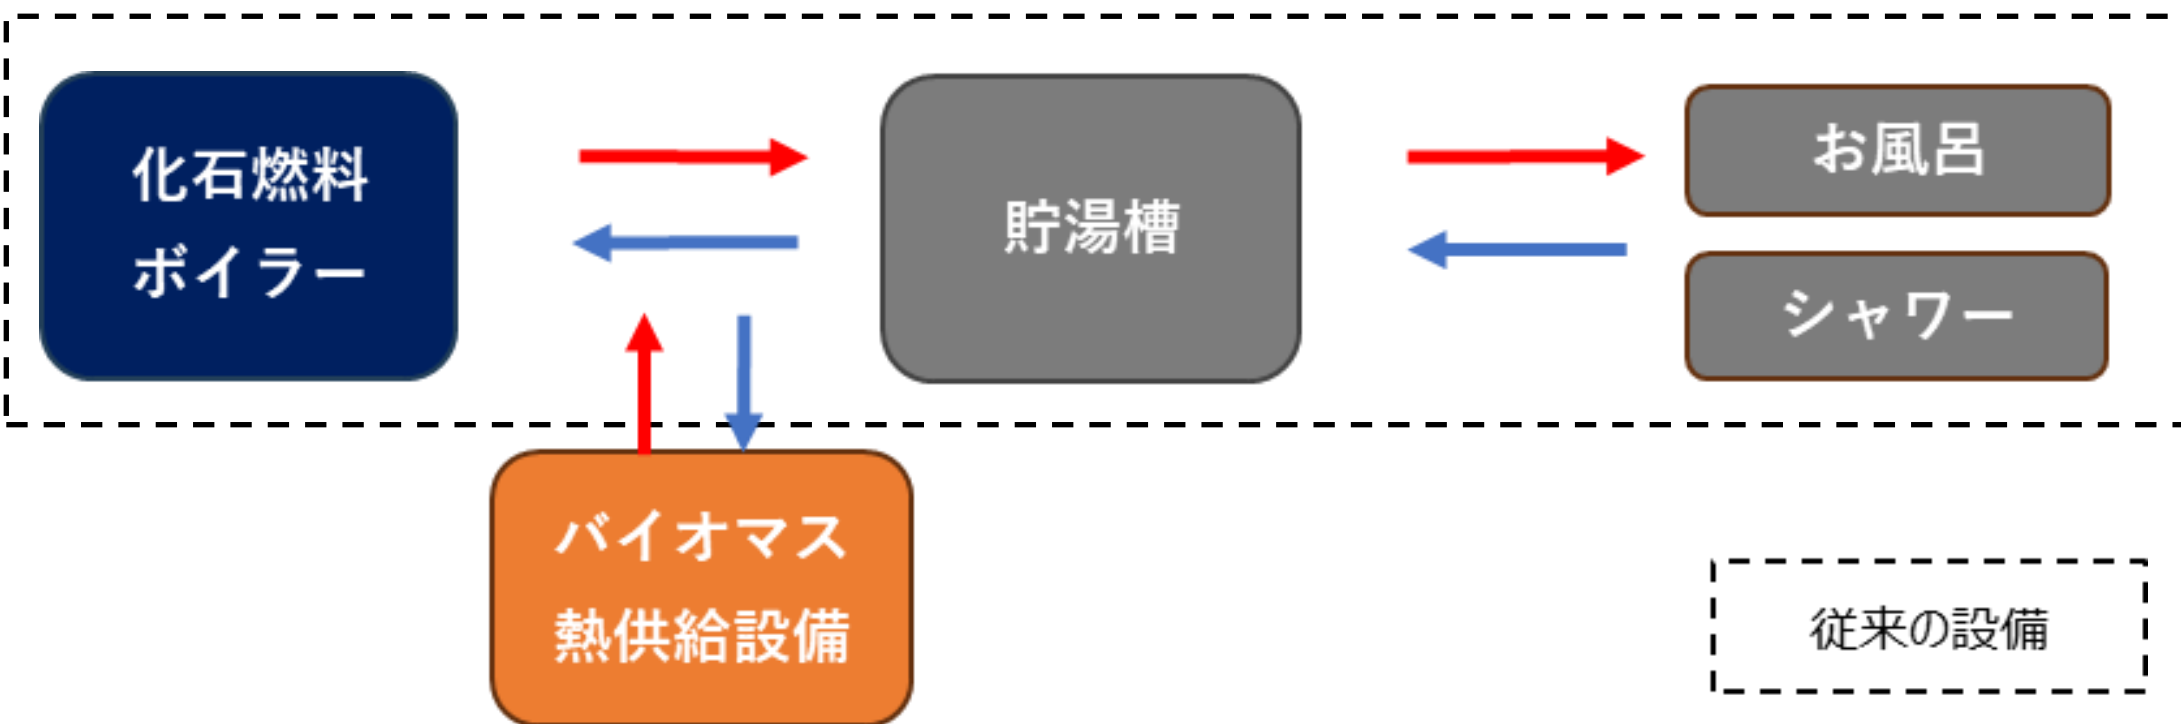 化石燃料
ボイラー
貯湯槽
お風呂
シャワー
バイオマス
熱供給設備
従来の設備